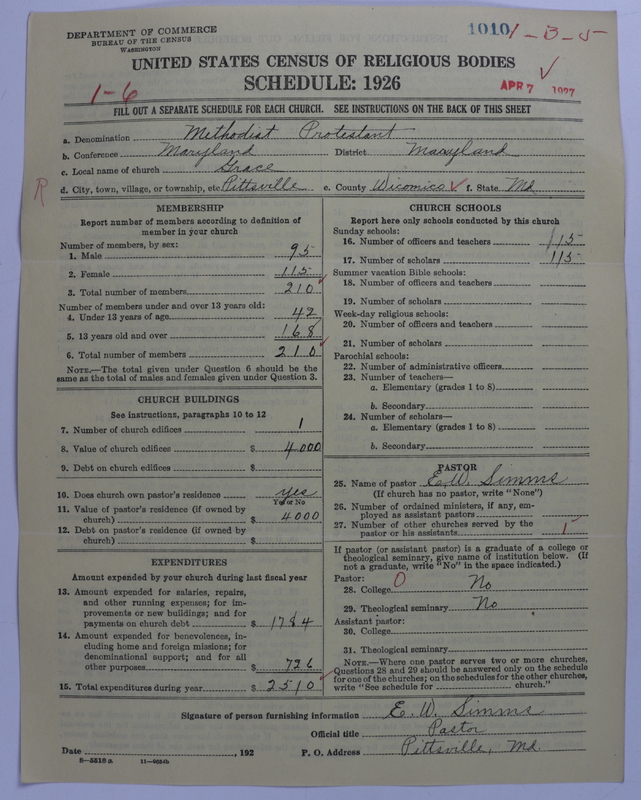 DEPARTMENT OF COMMERCE
BUREAU OF THE CENSUS
WASHINGTON
1010 1-B-5
UNITED STATES CENSUS OF RELIGIOUS BODIES
SCHEDULE: 1926
1-6
APR 7 1927
FILL OUT A SEPARATE SCHEDULE FOR EACH CHURCH. SEE INSTRUCTIONS ON THE BACK OF THIS SHEET
a. Denomination Methodist Protestant
b. Conference Maryland District Maryland
c. Local name of church Grace
R
d. City, town, village, or township, etc. Pittsville e. County Wicomico f. State Md
MEMBERSHIP
Report number of members according to definition of
member in your church
Number of members, by sex:
1. Male 95
2. Female 115
3. Total number of members 210
Number of members under and over 13 years old:
4. Under 13 years of age 42
5. 13 years old and over 168
6. Total number of members 210
NOTE.—The total given under Question 6 should be the
same as the total of males and females given under Question 3.
CHURCH BUILDINGS
See instructions, paragraphs 10 to 12
7. Number of church edifices 1
8. Value of church edifices $ 4000
9. Debt on church edifices $
10. Does church own pastor's residence yes
Yes or No
11. Value of pastor's residence (if owned by
church) $ 4000
12. Debt on pastor's residence (if owned by
church) $
EXPENDITURES
Amount expended by your church during last fiscal year
13. Amount expended for salaries, repairs,
and other running expenses; for im-
provements or new buildings; and for
payments on church debt $ 1784
14. Amount expended for benevolences, in-
cluding home and foreign missions; for
denominational support; and for all
other purposes $ 726
15. Total expenditures during year $ 2510
CHURCH SCHOOLS
Report here only schools conducted by this church
Sunday schools:
16. Number of officers and teachers 15
17. Number of scholars 115
Summer vacation Bible schools:
18. Number of officers and teachers
19. Number of scholars
Week-day religious schools:
20. Number of officers and teachers
21. Number of scholars
Parochial schools:
22. Number of administrative officers
23. Number of teachers—
a. Elementary (grades 1 to 8)
b. Secondary
24. Number of scholars—
a. Elementary (grades 1 to 8)
b. Secondary
PASTOR
25. Name of pastor E. W. Simms
(If church has no pastor, write "None")
26. Number of ordained ministers, if any, em-
ployed as assistant pastors
27. Number of other churches served by the
pastor or his assistants
If pastor (or assistant pastor) is a graduate of a college or
theological seminary, give name of institution below. (If
not a graduate, write "No" in the space indicated.)
Pastor: 0
28. College No
29. Theological seminary No
Assistant pastor:
30. College
31. Theological seminary
NOTE.—Where one pastor serves two or more churches,
Questions 28 and 29 should be answered only on the schedule
for one of the churches; on the schedules for the other churches,
write "See schedule for church."
Signature of person furnishing information E. W. Simms
Official title Pastor
Date , 192 P. O. Address Pittsville, Md.
8-5518 a. 11-9054b